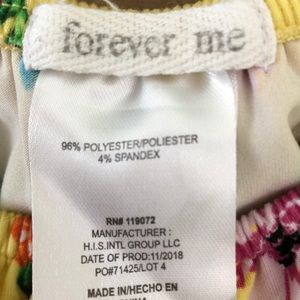 forever me
96% POLYESTER/POLIESTER
4% SPANDEX
RN# 119072
MANUFACTURER :
H.I.S.INTL GROUP LLC
DATE OF PROD:11/2018
PO#71425/LOT 4
MADE IN/HECHO EN